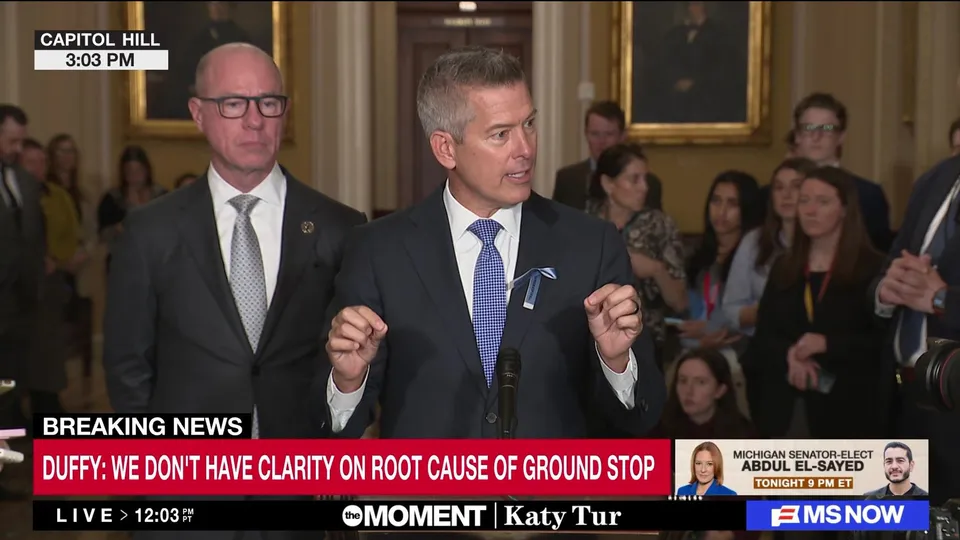 CAPITOL HILL
3:03 PM
BREAKING NEWS
DUFFY: WE DON'T HAVE CLARITY ON ROOT CAUSE OF GROUND STOP
MICHIGAN SENATOR-ELECT
ABDUL EL-SAYED
TONIGHT 9 PM ET
LIVE > 12:03 PM PT
the MOMENT | Katy Tur
MS NOW